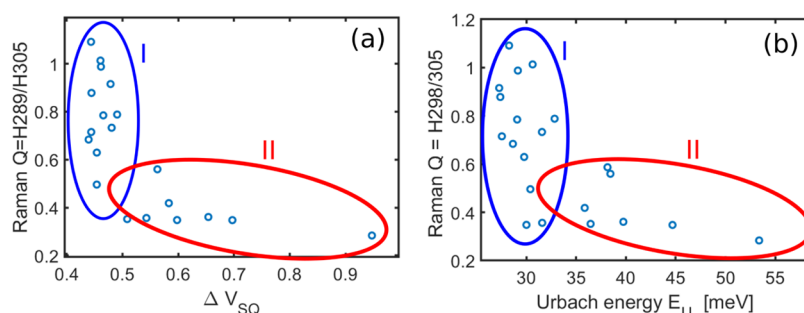 (a)
I
II
Raman Q=H289/H305
1
0.8
0.6
0.4
0.2
0.4 0.5 0.6 0.7 0.8 0.9
Δ V_SQ
(b)
I
II
Raman Q = H298/305
1.2
1
0.8
0.6
0.4
0.2
30 35 40 45 50 55
Urbach energy E_U [meV]